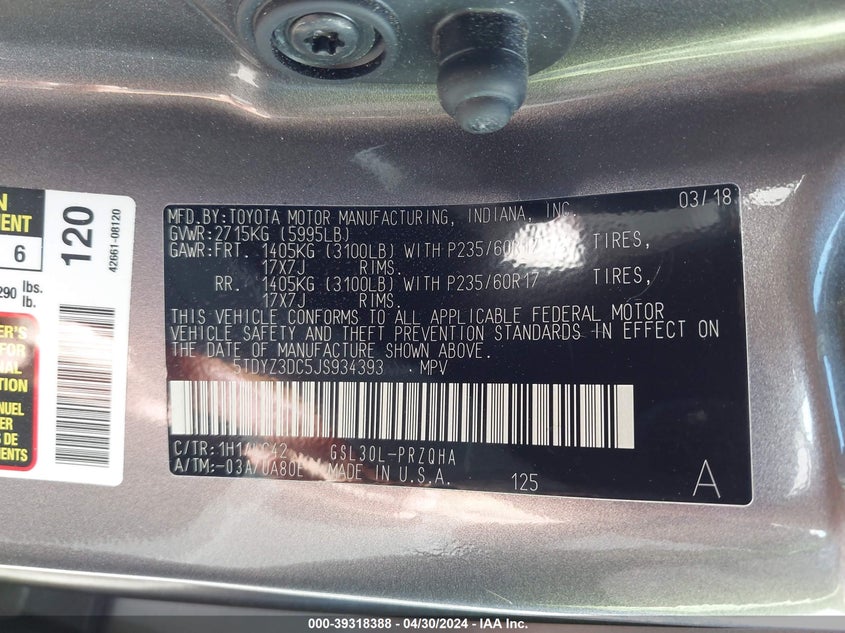 MFD.BY:TOYOTA MOTOR MANUFACTURING, INDIANA, INC. 03/18
GVWR:2715KG (5995LB)
GAWR:FRT. 1405KG (3100LB) WITH P235/60R17 TIRES,
17X7J RIMS.
RR. 1405KG (3100LB) WITH P235/60R17 TIRES,
17X7J RIMS.
THIS VEHICLE CONFORMS TO ALL APPLICABLE FEDERAL MOTOR
VEHICLE SAFETY AND THEFT PREVENTION STANDARDS IN EFFECT ON
THE DATE OF MANUFACTURE SHOWN ABOVE.
5TDYZ3DC5JS934393 MPV
C/TR: GSL30L-PRZQHA
A/TM: MADE IN U.S.A. 125 A
6
290 lbs.
lb.
120
42661-08120
000-39318388 - 04/30/2024 - IAA Inc.